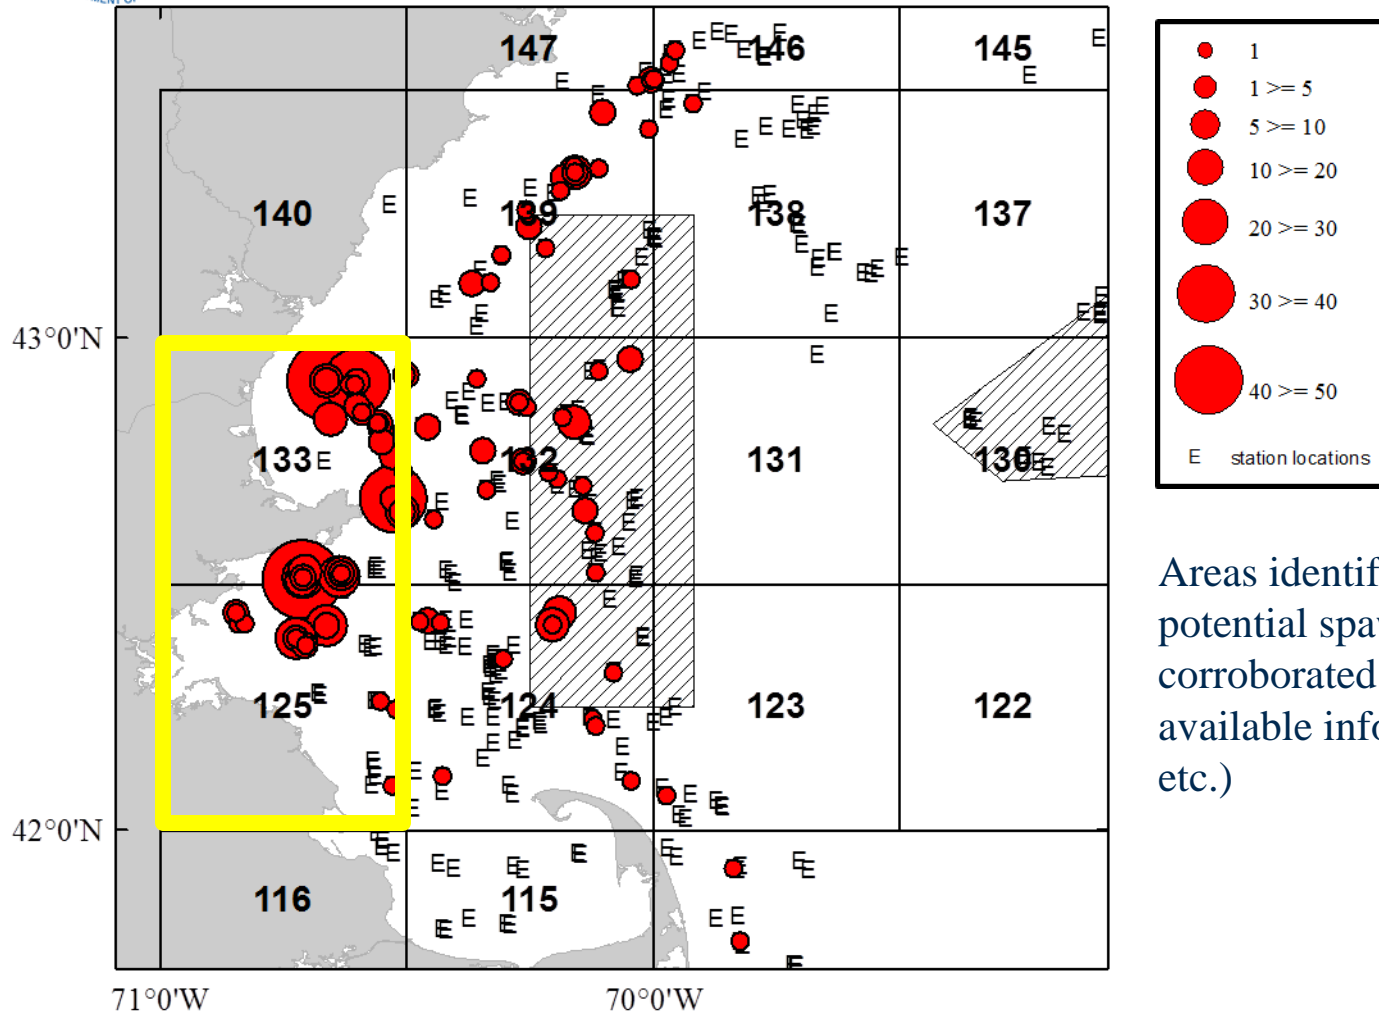 147
146
145
140
139
138
137
43°0'N
133
132
131
130
125
124
123
122
42°0'N
116
115
71°0'W
70°0'W
1
1 >= 5
5 >= 10
10 >= 20
20 >= 30
30 >= 40
40 >= 50
E station locations
Areas identif
potential spaw
corroborated
available info
etc.)